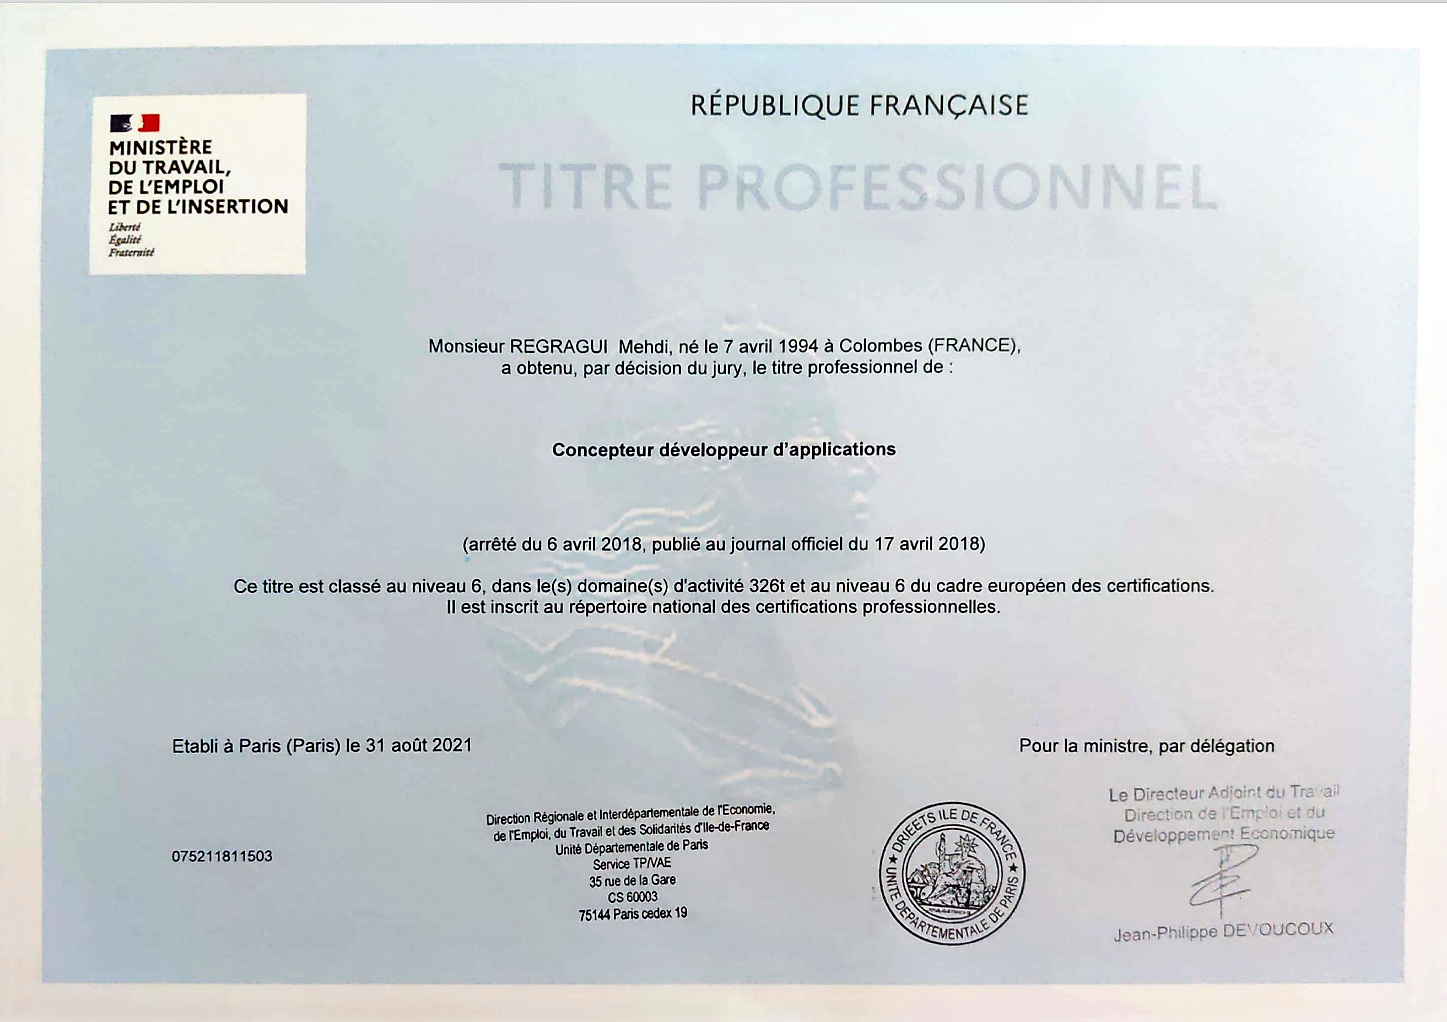 RÉPUBLIQUE FRANÇAISE
TITRE PROFESSIONNEL
MINISTÈRE
DU TRAVAIL,
DE L'EMPLOI
ET DE L'INSERTION
Liberté
Égalité
Fraternité
Monsieur REGRAGUI  Mehdi, né le 7 avril 1994 à Colombes (FRANCE),
a obtenu, par décision du jury, le titre professionnel de :
Concepteur développeur d'applications
(arrêté du 6 avril 2018, publié au journal officiel du 17 avril 2018)
Ce titre est classé au niveau 6, dans le(s) domaine(s) d'activité 326t et au niveau 6 du cadre européen des certifications.
Il est inscrit au répertoire national des certifications professionnelles.
Etabli à Paris (Paris) le 31 août 2021
Pour la ministre, par délégation
075211811503
Direction Régionale et Interdépartementale de l'Economie,
de l'Emploi, du Travail et des Solidarités d'Ile-de-France
Unité Départementale de Paris
Service TP/VAE
35 rue de la Gare
CS 60003
75144 Paris cedex 19
DRIEETS ILE DE FRANCE
UNITE DEPARTEMENTALE DE PARIS
Le Directeur Adjoint du Travail
Direction de l'Emploi et du
Développement Economique
Jean-Philippe DEVOUCOUX